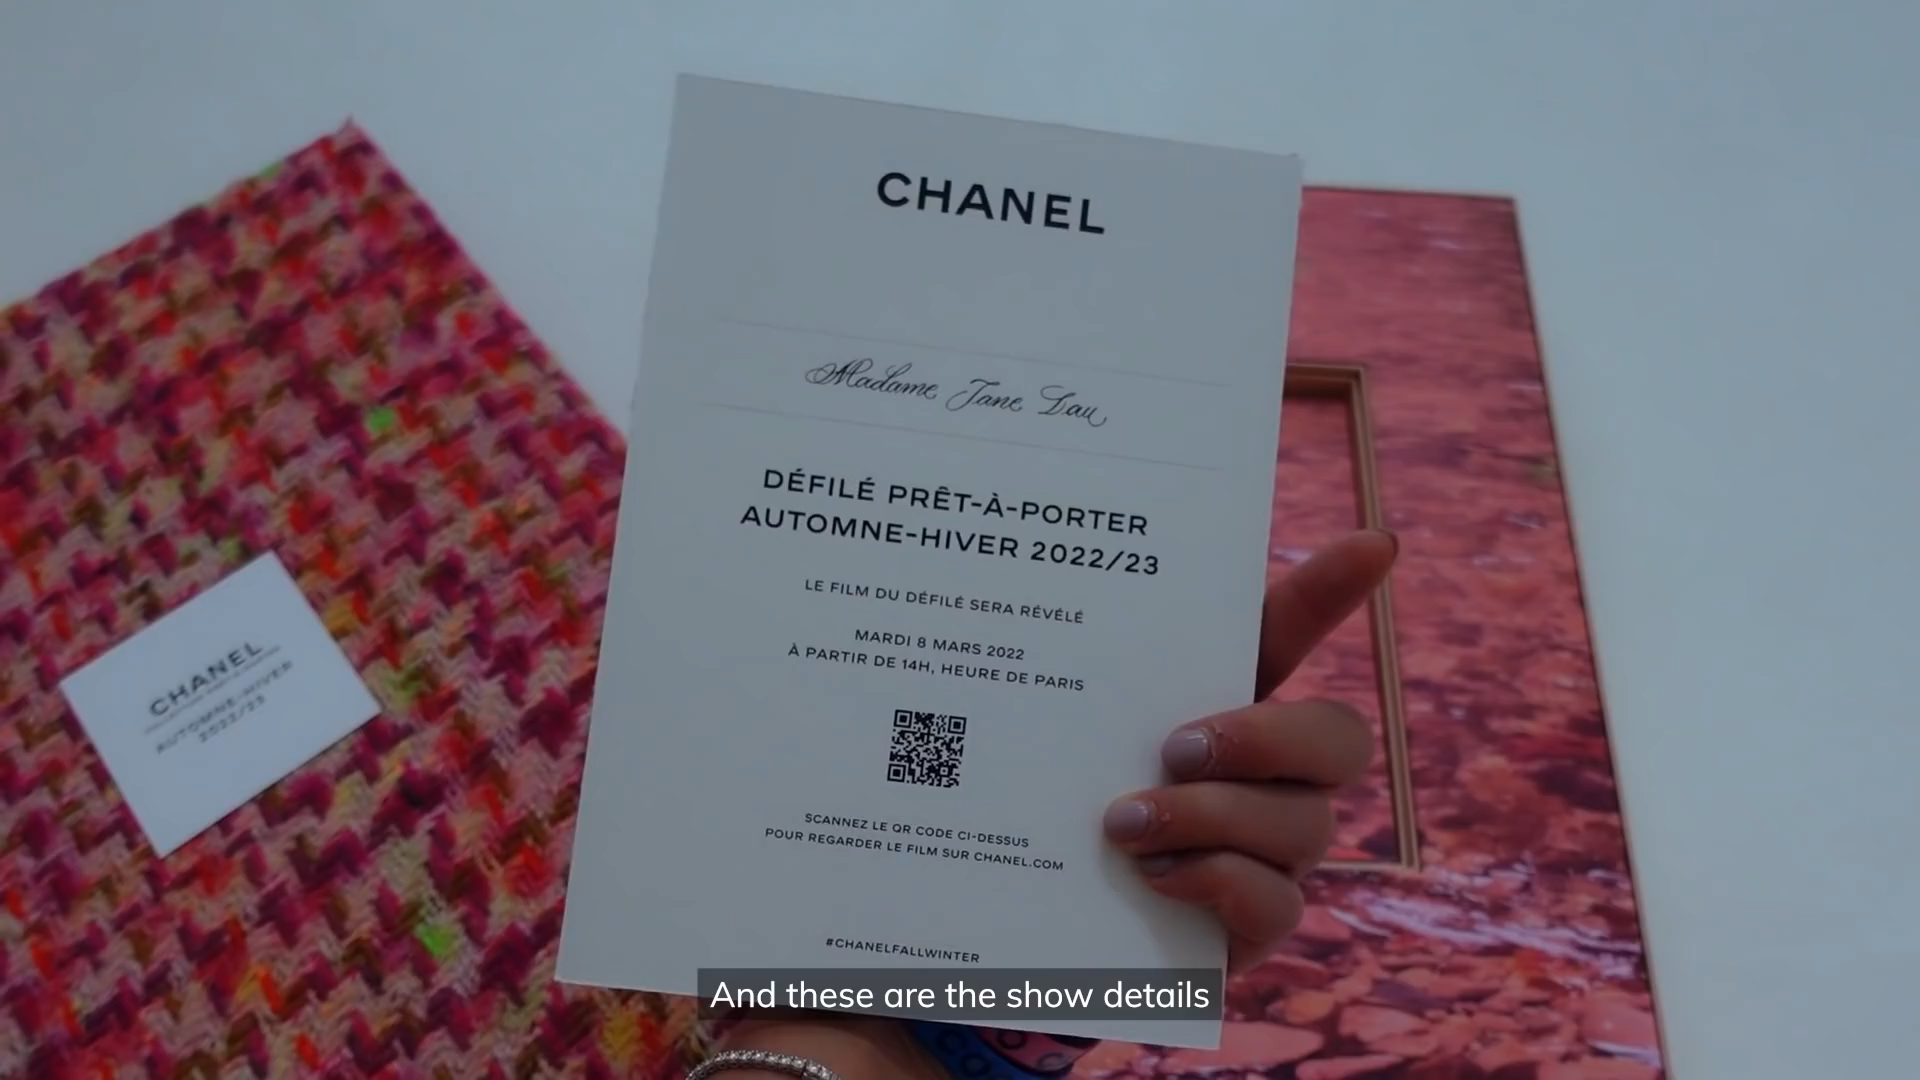 CHANEL
Madame Jane Lau
DÉFILÉ PRÊT-À-PORTER
AUTOMNE-HIVER 2022/23
LE FILM DU DÉFILÉ SERA RÉVÉLÉ
MARDI 8 MARS 2022
À PARTIR DE 14H, HEURE DE PARIS
SCANNEZ LE QR CODE CI-DESSUS
POUR REGARDER LE FILM SUR CHANEL.COM
#CHANELFALLWINTER
CHANEL
AUTOMNE-HIVER
2022/23
And these are the show details